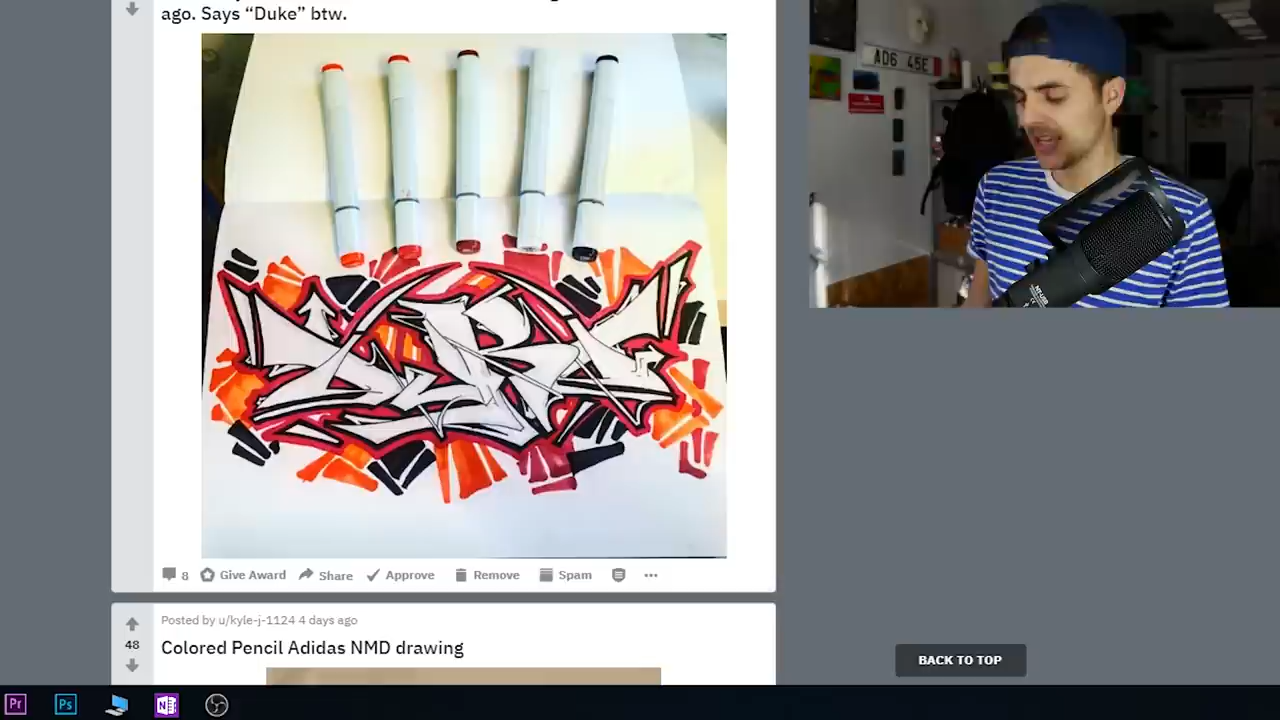 ago. Says “Duke” btw.
AD6 45E
8 Give Award Share Approve Remove Spam
Posted by u/kyle-j-1124 4 days ago
48
Colored Pencil Adidas NMD drawing
BACK TO TOP
Pr Ps N